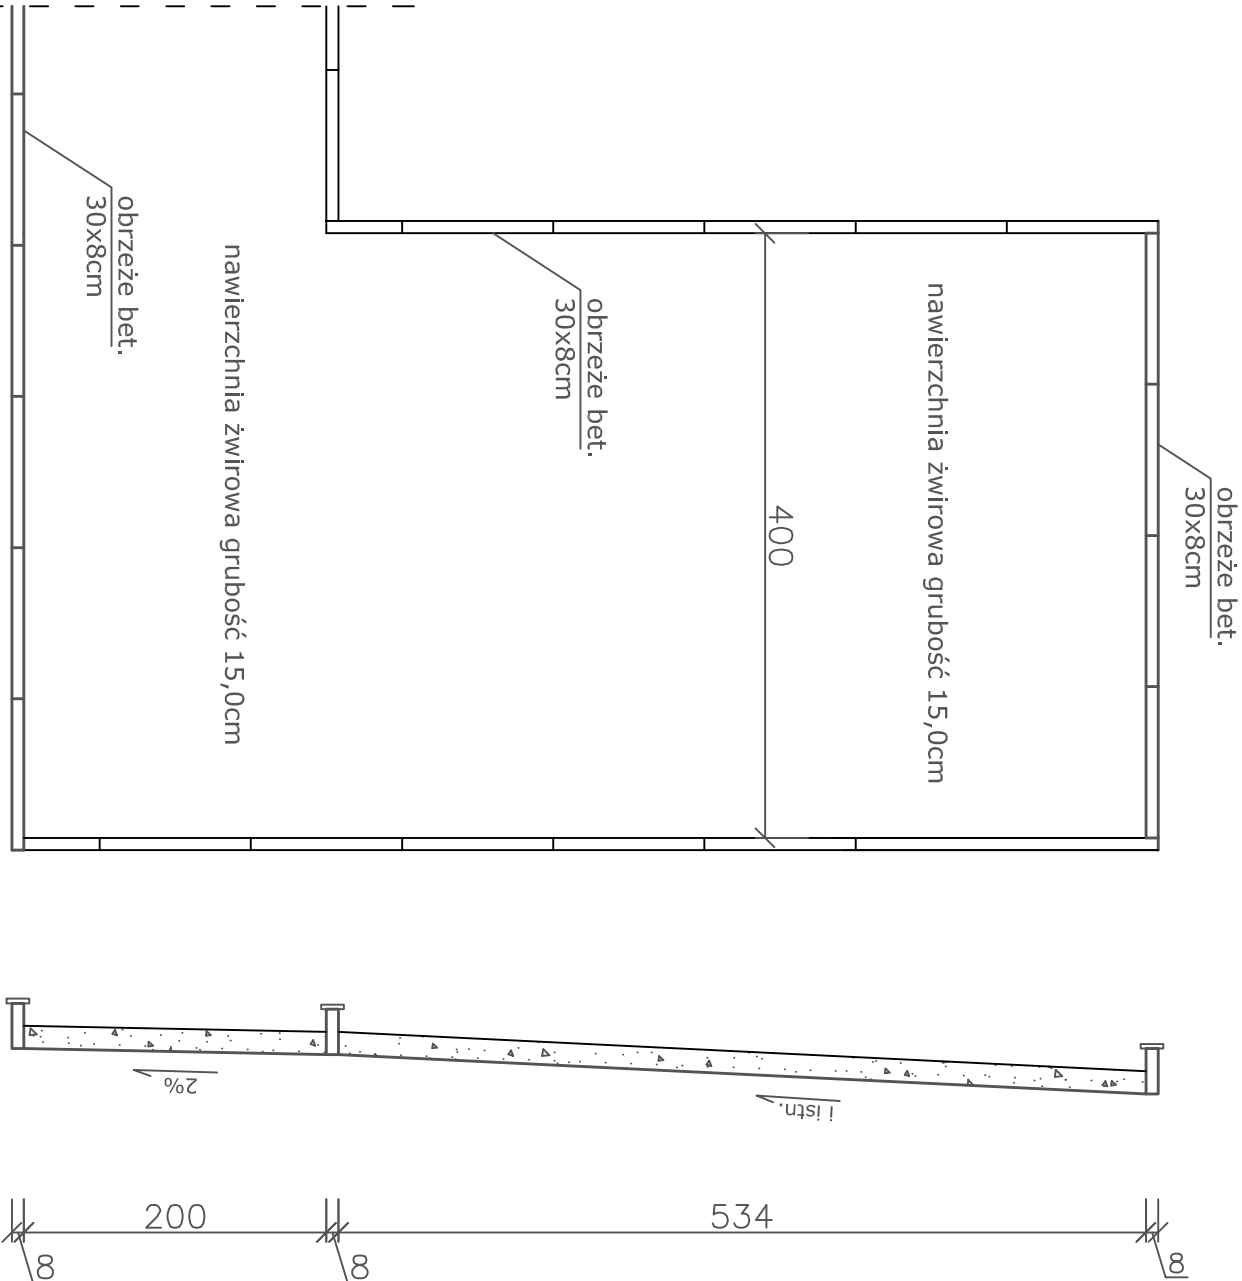 obrzeże bet.
30x8cm
nawierzchnia żwirowa grubość 15,0cm
obrzeże bet.
30x8cm
400
nawierzchnia żwirowa grubość 15,0cm
obrzeże bet.
30x8cm
2%
i istn.
200
534
8
8
8